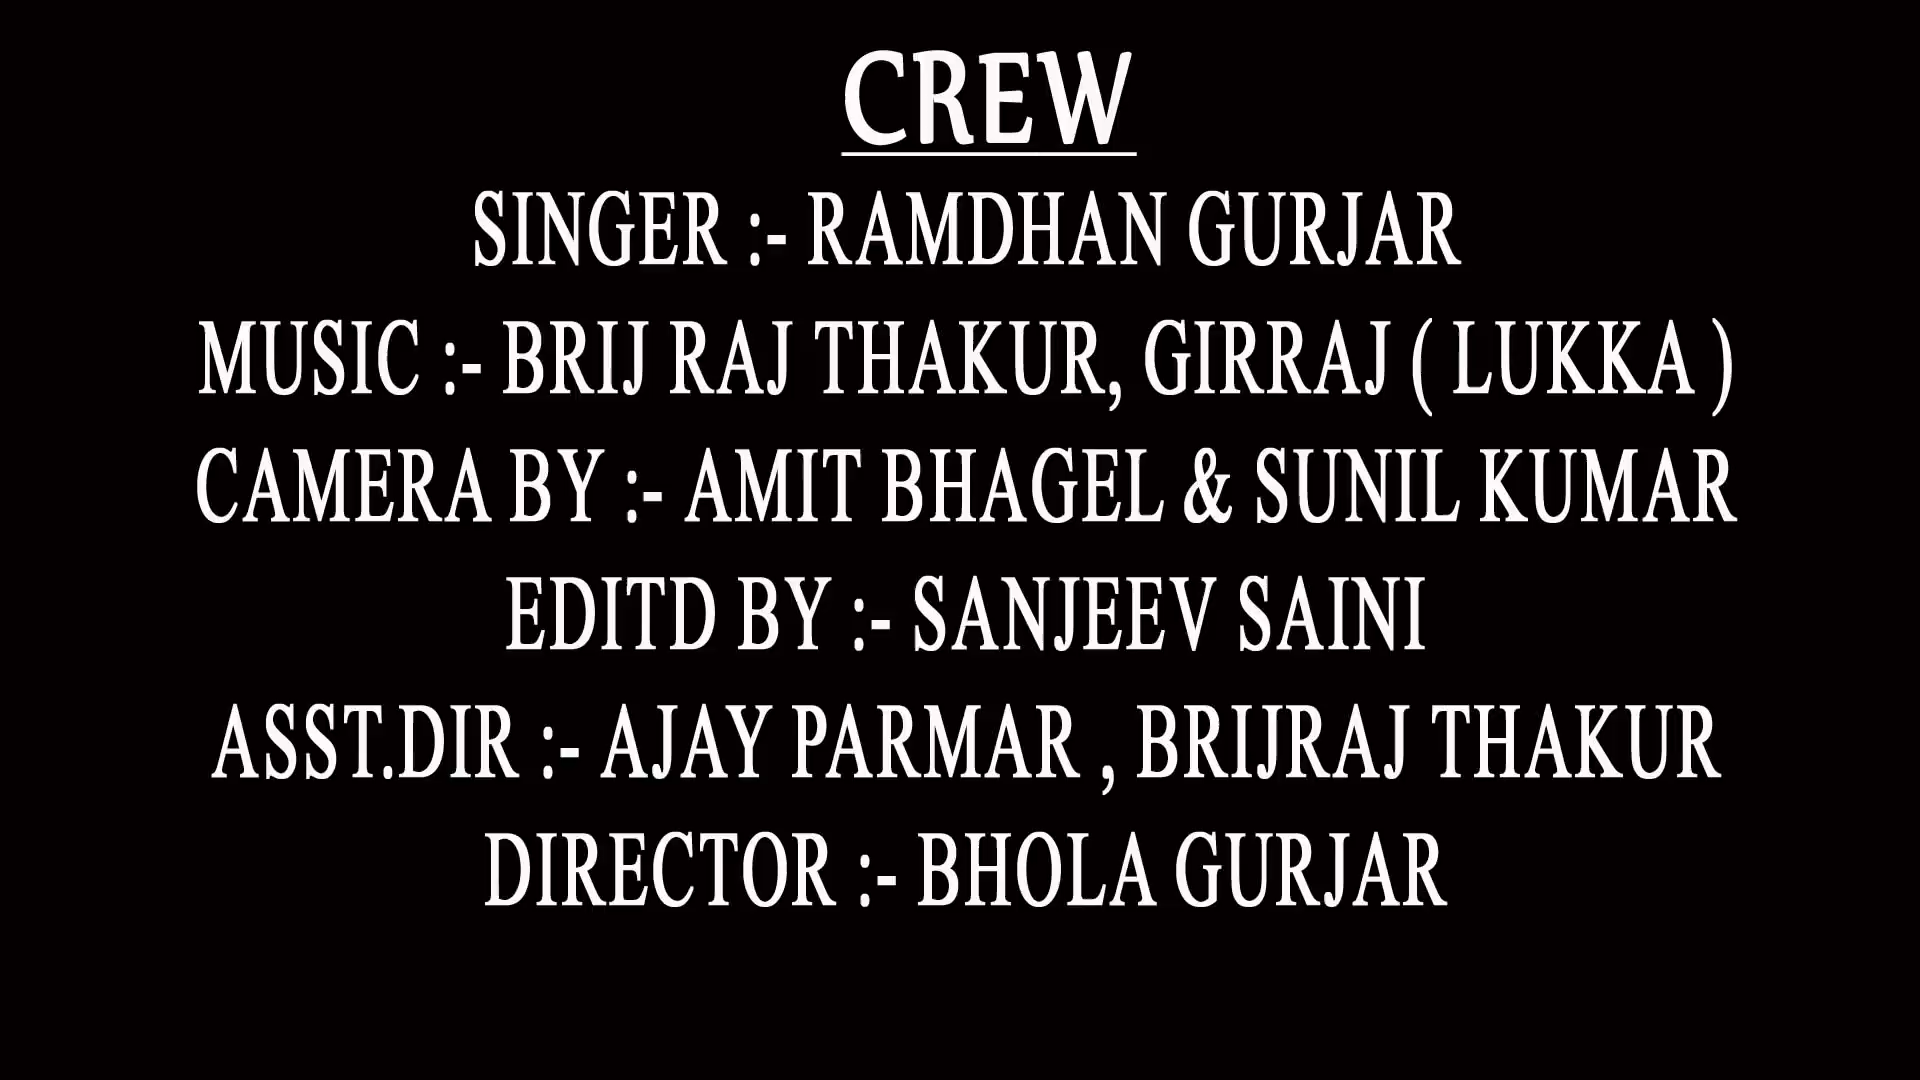 CREW
SINGER :- RAMDHAN GURJAR
MUSIC :- BRIJ RAJ THAKUR, GIRRAJ ( LUKKA )
CAMERA BY :- AMIT BHAGEL & SUNIL KUMAR
EDITD BY :- SANJEEV SAINI
ASST.DIR :- AJAY PARMAR , BRIJRAJ THAKUR
DIRECTOR :- BHOLA GURJAR